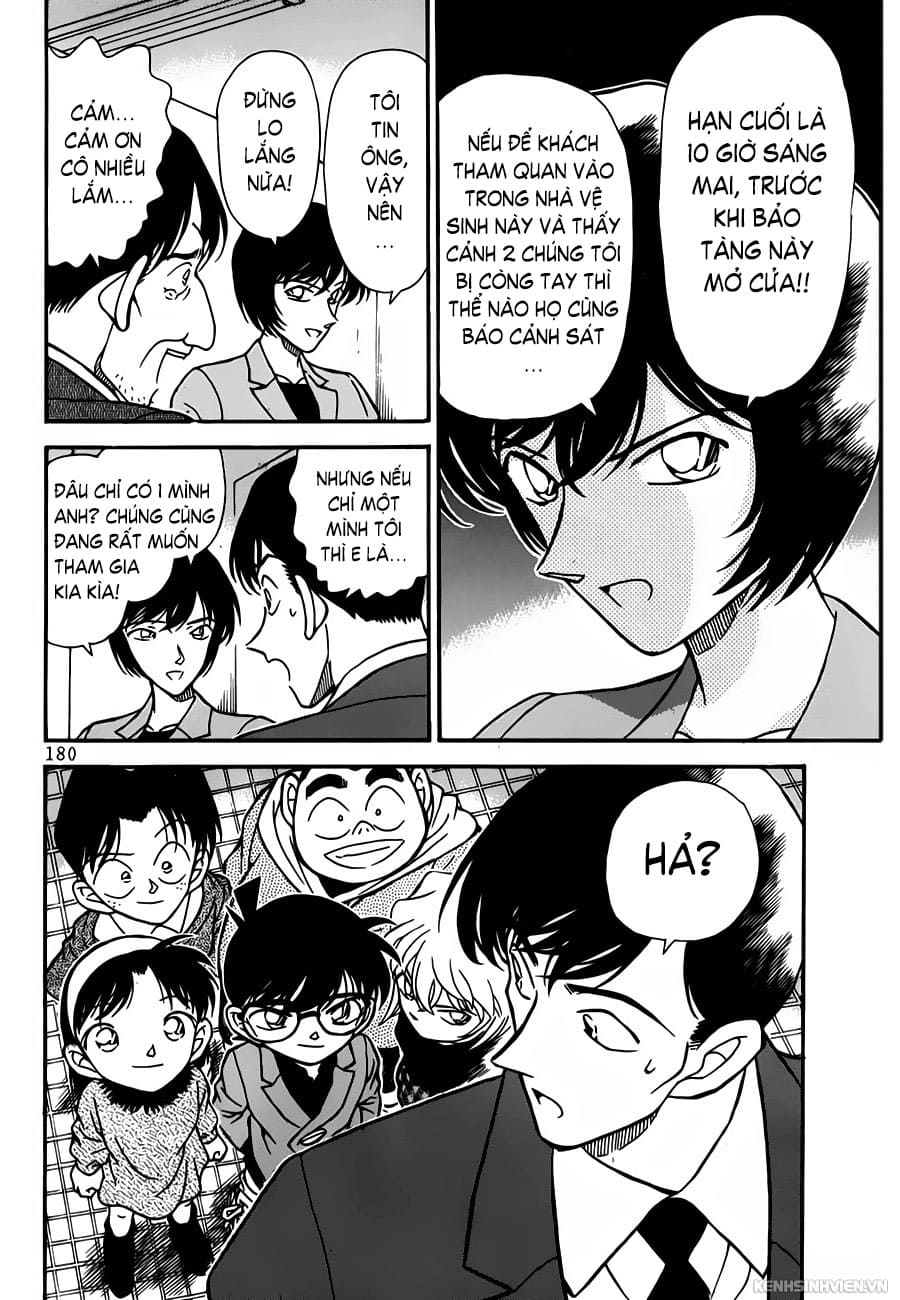 HẠN CUỐI LÀ
10 GIỜ SÁNG
MAI, TRƯỚC
KHI BẢO
TÀNG NÀY
MỞ CỬA!!
NẾU ĐỂ KHÁCH
THAM QUAN VÀO
TRONG NHÀ VỆ
SINH NÀY VÀ THẤY
CẢNH 2 CHÚNG TÔI
BỊ CÒNG TAY THÌ
THỂ NÀO HỌ CŨNG
BÁO CẢNH SÁT
...
TÔI
TIN
ÔNG,
VẬY
NÊN
...
ĐỪNG
LO
LẮNG
NỮA!
CẢM...
CẢM ƠN
CÔ NHIỀU
LẮM...
NHƯNG NẾU
CHỈ MỘT
MÌNH TÔI
THÌ E LÀ...
ĐÂU CHỈ CÓ 1 MÌNH
ANH? CHÚNG CŨNG
ĐANG RẤT MUỐN
THAM GIA
KIA KÌA!
180
HẢ?
KENHSINHVIEN.VN